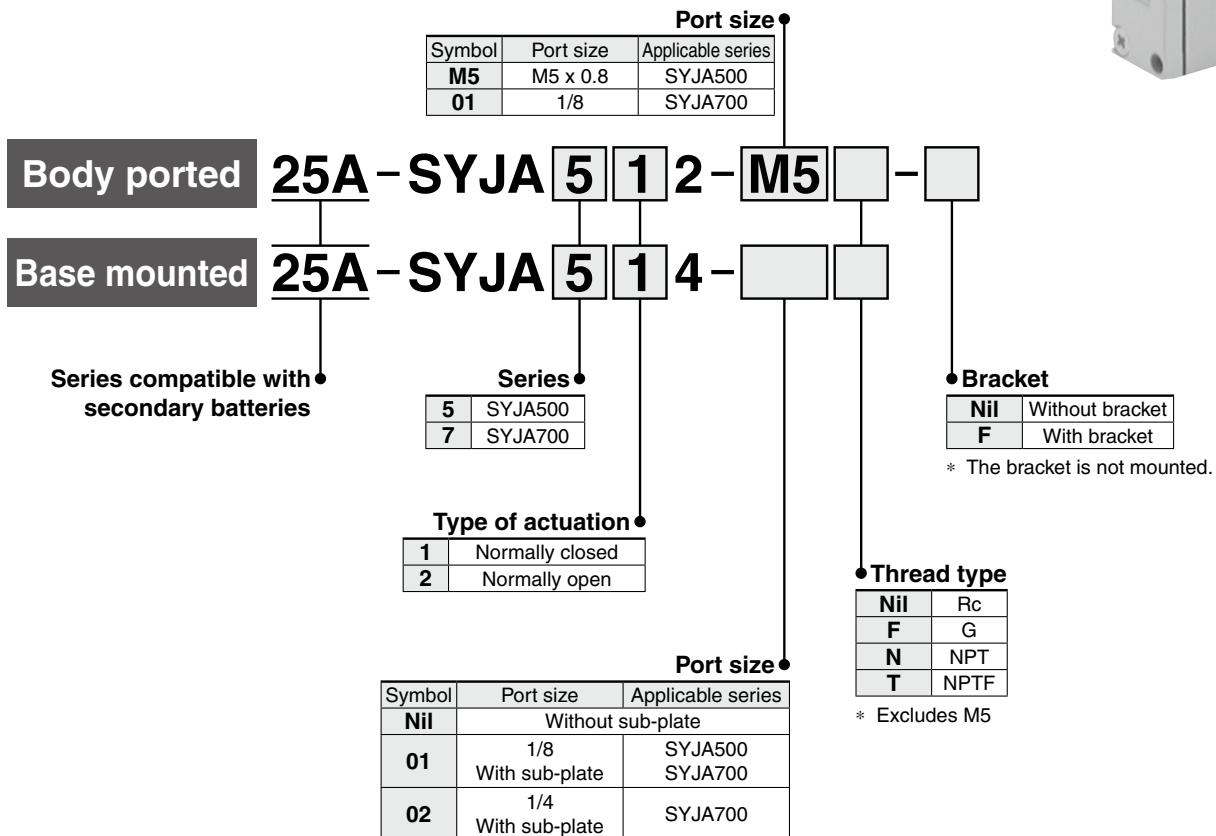 Port size
Symbol Port size Applicable series
M5 M5 x 0.8 SYJA500
01 1/8 SYJA700
Body ported 25A-SYJA 5 1 2-M5 -
Base mounted 25A-SYJA 5 1 4-
Series compatible with
secondary batteries
Series
5 SYJA500
7 SYJA700
Bracket
Nil Without bracket
F With bracket
* The bracket is not mounted.
Type of actuation
1 Normally closed
2 Normally open
Thread type
Nil Rc
F G
N NPT
T NPTF
* Excludes M5
Port size
Symbol Port size Applicable series
Nil Without sub-plate
01 1/8 With sub-plate SYJA500 SYJA700
02 1/4 With sub-plate SYJA700